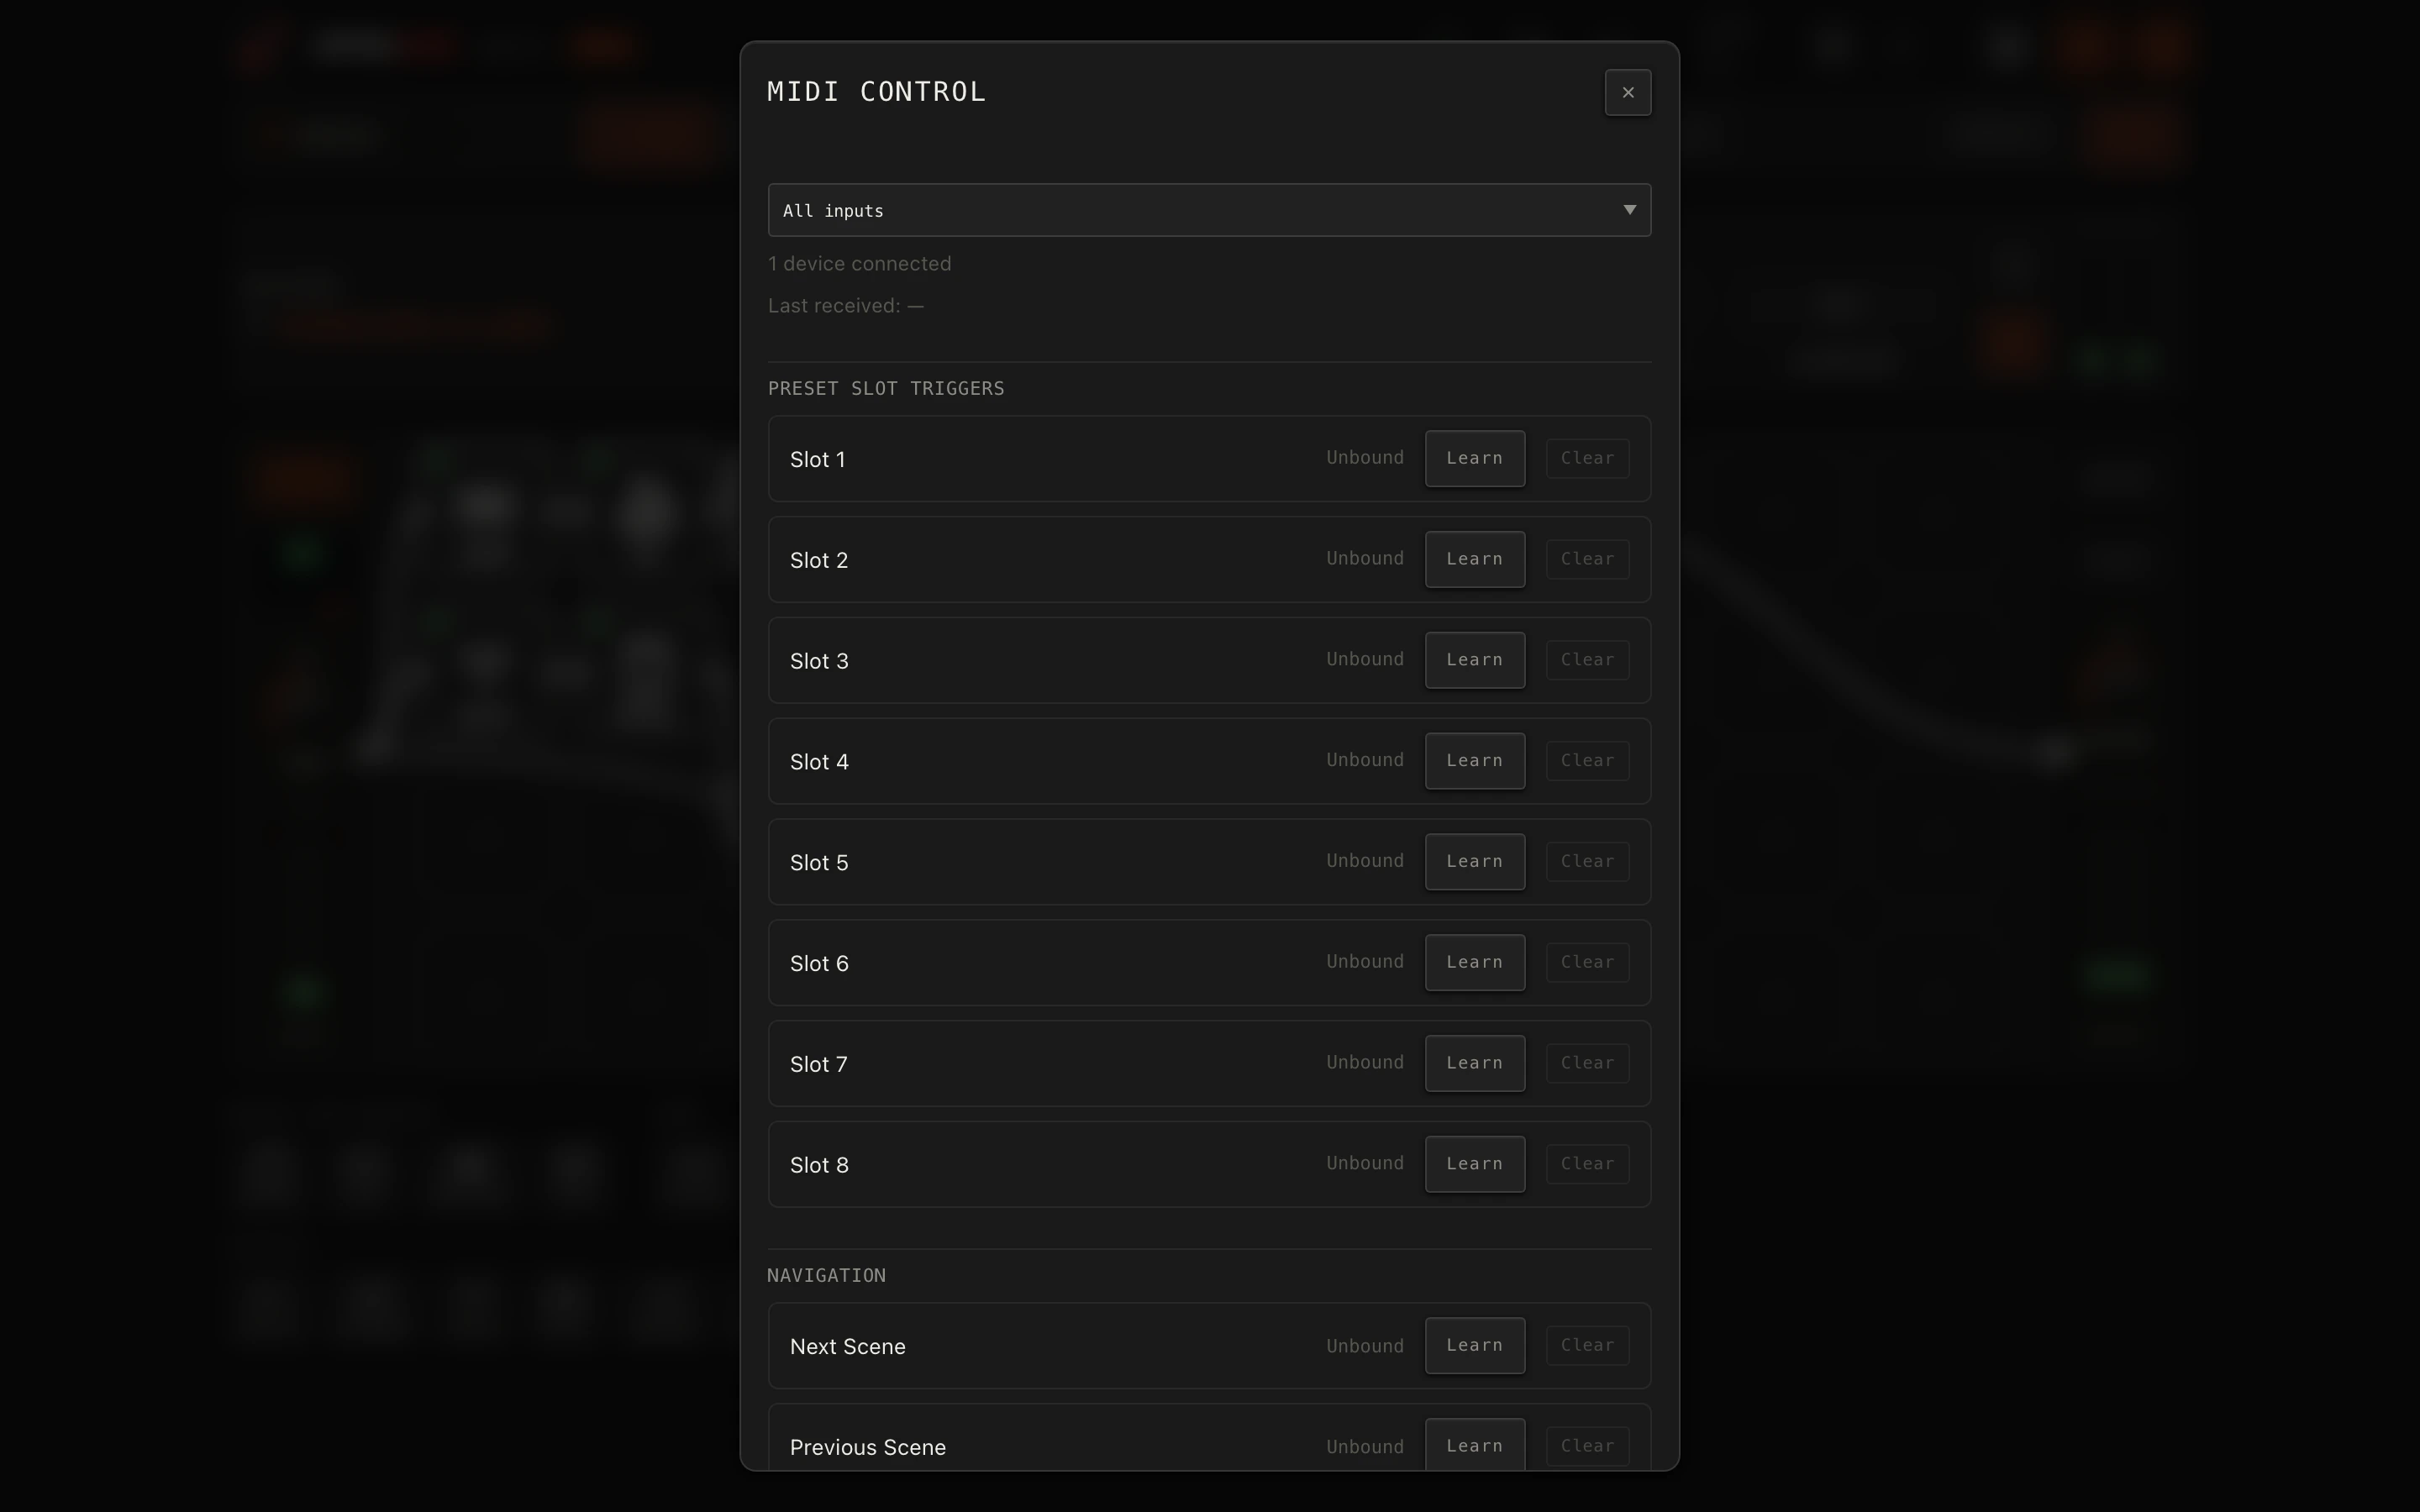 MIDI CONTROL ×
All inputs
1 device connected
Last received: —
PRESET SLOT TRIGGERS
Slot 1 Unbound Learn Clear
Slot 2 Unbound Learn Clear
Slot 3 Unbound Learn Clear
Slot 4 Unbound Learn Clear
Slot 5 Unbound Learn Clear
Slot 6 Unbound Learn Clear
Slot 7 Unbound Learn Clear
Slot 8 Unbound Learn Clear
NAVIGATION
Next Scene Unbound Learn Clear
Previous Scene Unbound Learn Clear